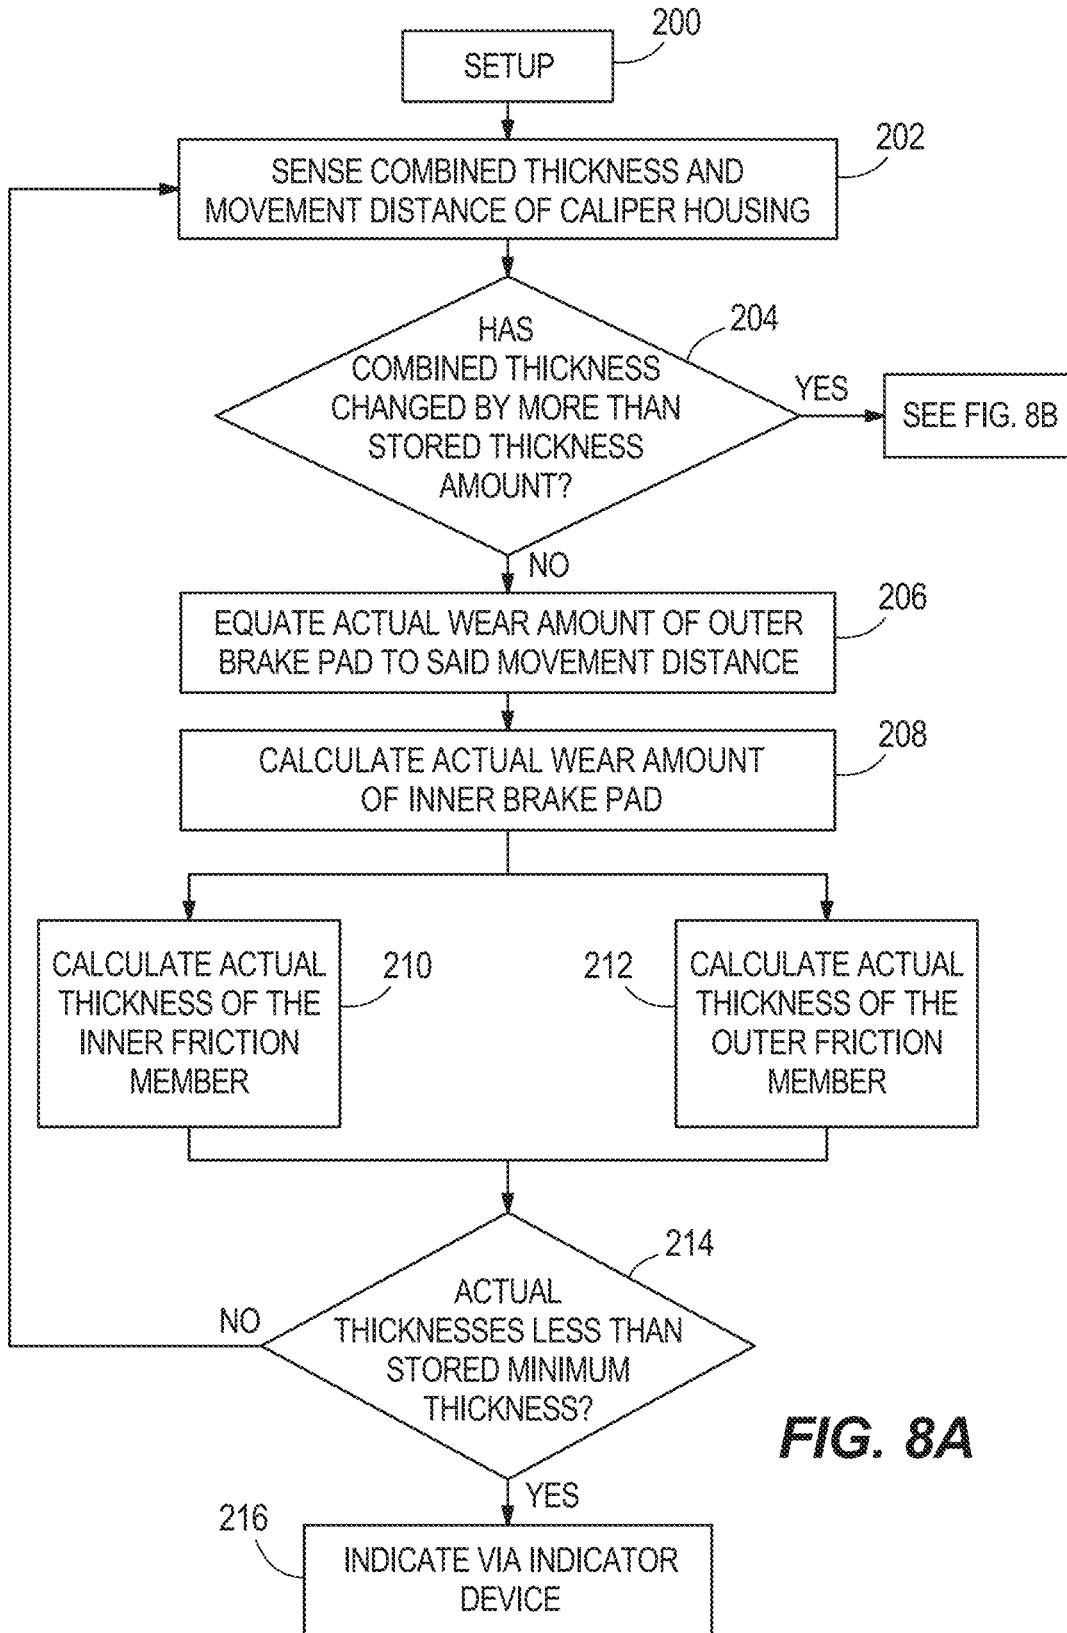 200
SETUP
202
SENSE COMBINED THICKNESS AND
MOVEMENT DISTANCE OF CALIPER HOUSING
204
HAS
COMBINED THICKNESS
CHANGED BY MORE THAN
STORED THICKNESS
AMOUNT?
YES
SEE FIG. 8B
NO
206
EQUATE ACTUAL WEAR AMOUNT OF OUTER
BRAKE PAD TO SAID MOVEMENT DISTANCE
208
CALCULATE ACTUAL WEAR AMOUNT
OF INNER BRAKE PAD
210
CALCULATE ACTUAL
THICKNESS OF THE
INNER FRICTION
MEMBER
212
CALCULATE ACTUAL
THICKNESS OF THE
OUTER FRICTION
MEMBER
214
ACTUAL
THICKNESSES LESS THAN
STORED MINIMUM
THICKNESS?
NO
YES
216
INDICATE VIA INDICATOR
DEVICE
FIG. 8A